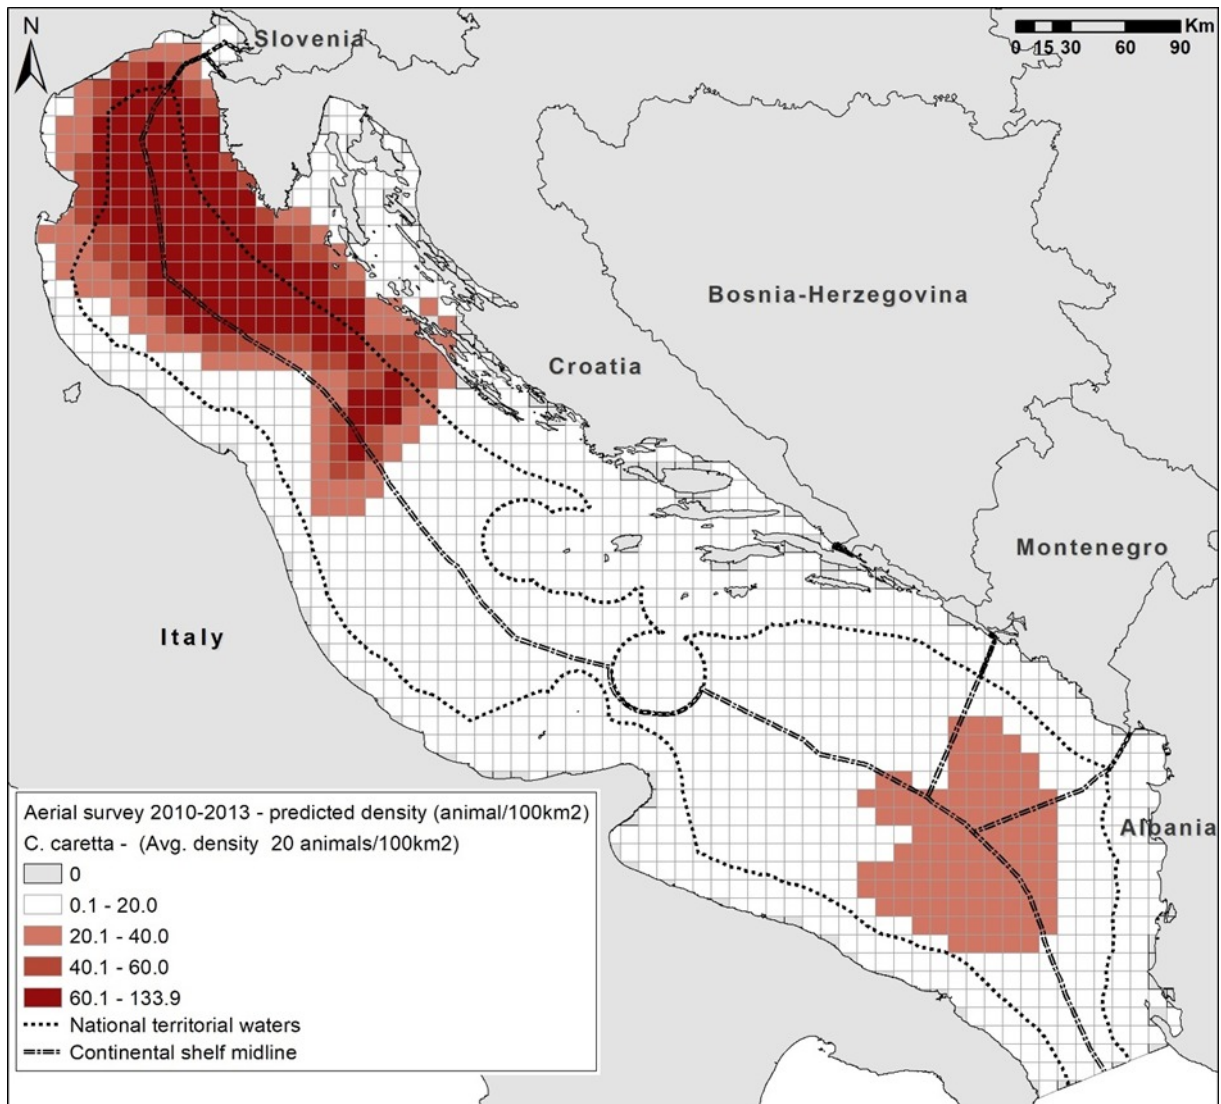 N
Slovenia
Km
0 15 30 60 90
Bosnia-Herzegovina
Croatia
Montenegro
Italy
Albania
Aerial survey 2010-2013 - predicted density (animal/100km2)
C. caretta - (Avg. density 20 animals/100km2)
0
0.1 - 20.0
20.1 - 40.0
40.1 - 60.0
60.1 - 133.9
National territorial waters
Continental shelf midline